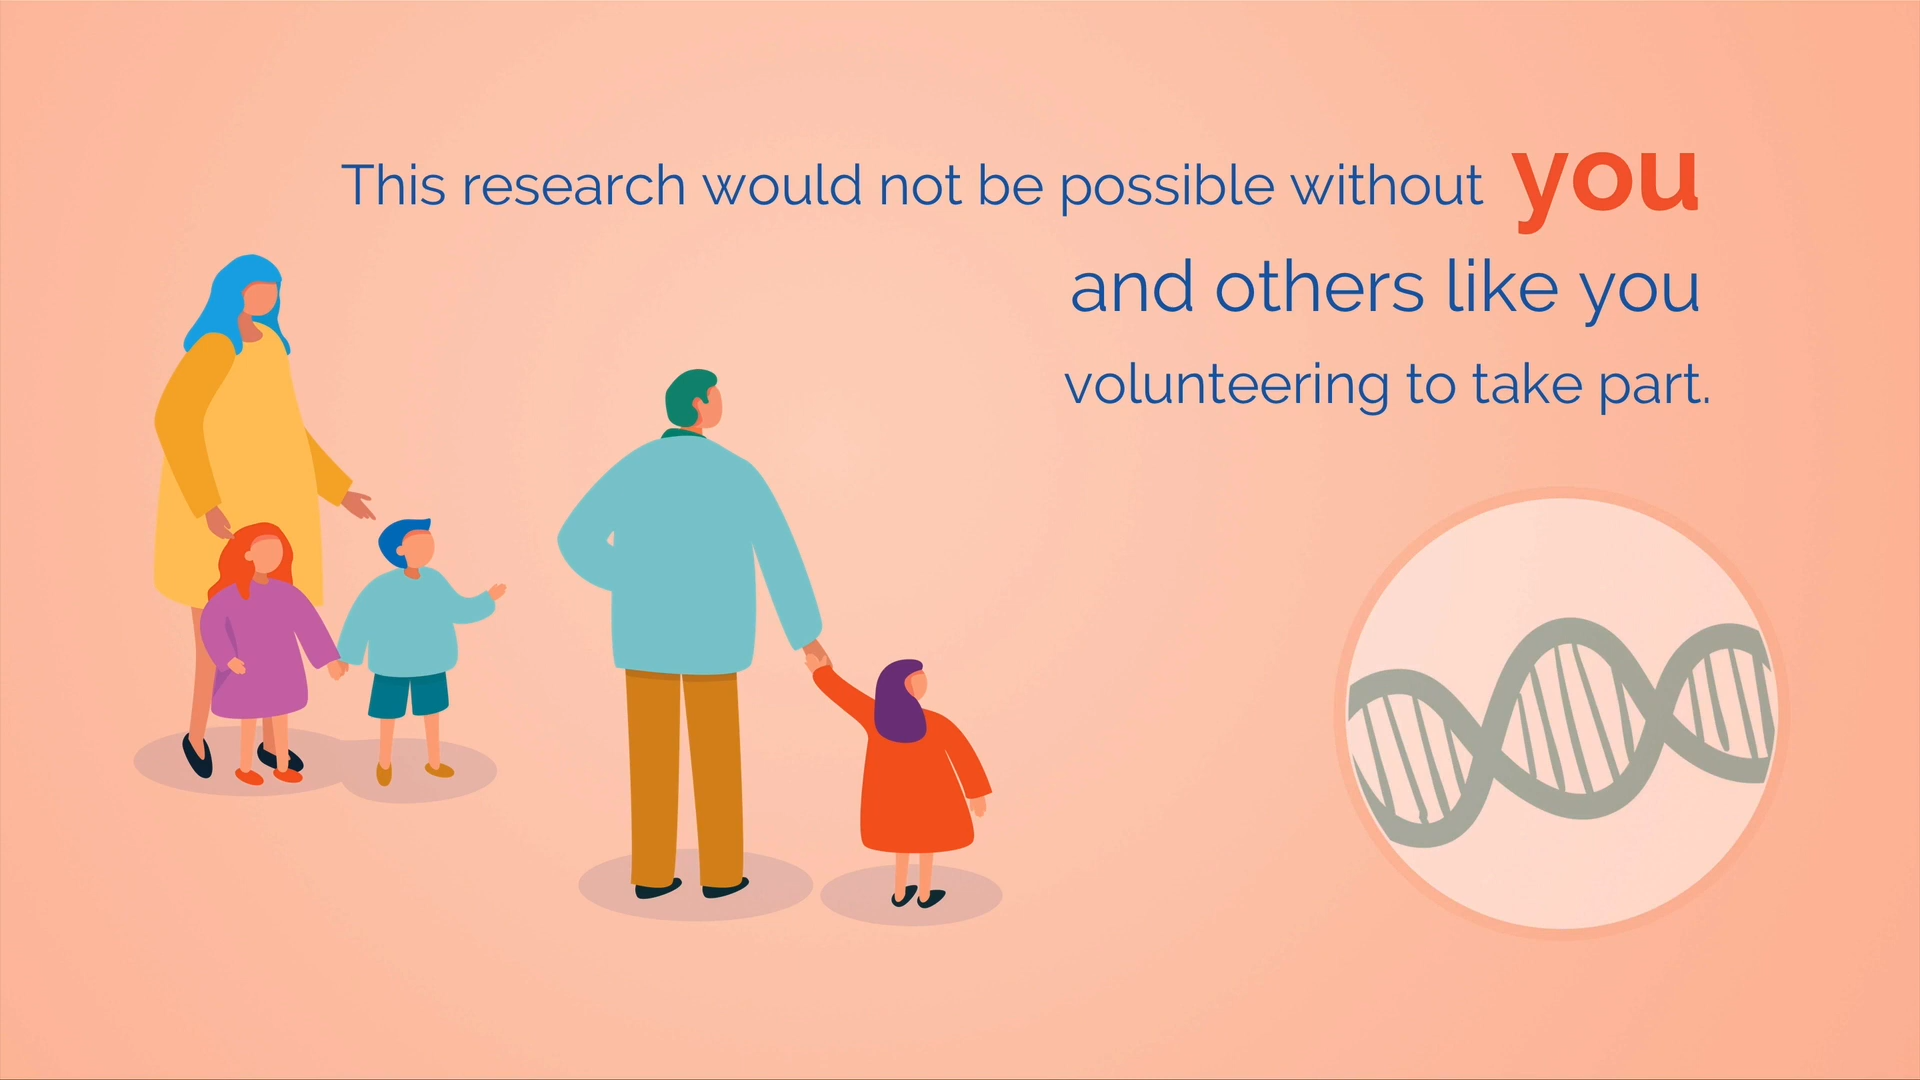 This research would not be possible without you
and others like you
volunteering to take part.